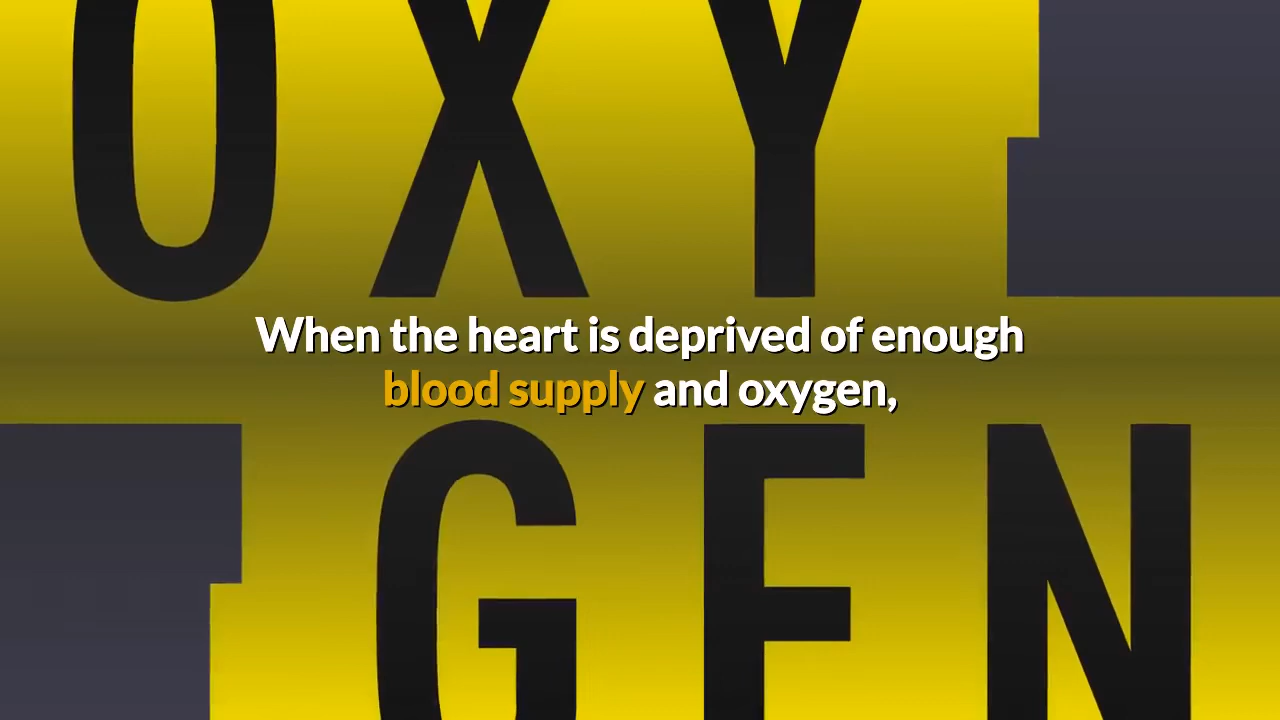 OXY
When the heart is deprived of enough
blood supply and oxygen,
GEN